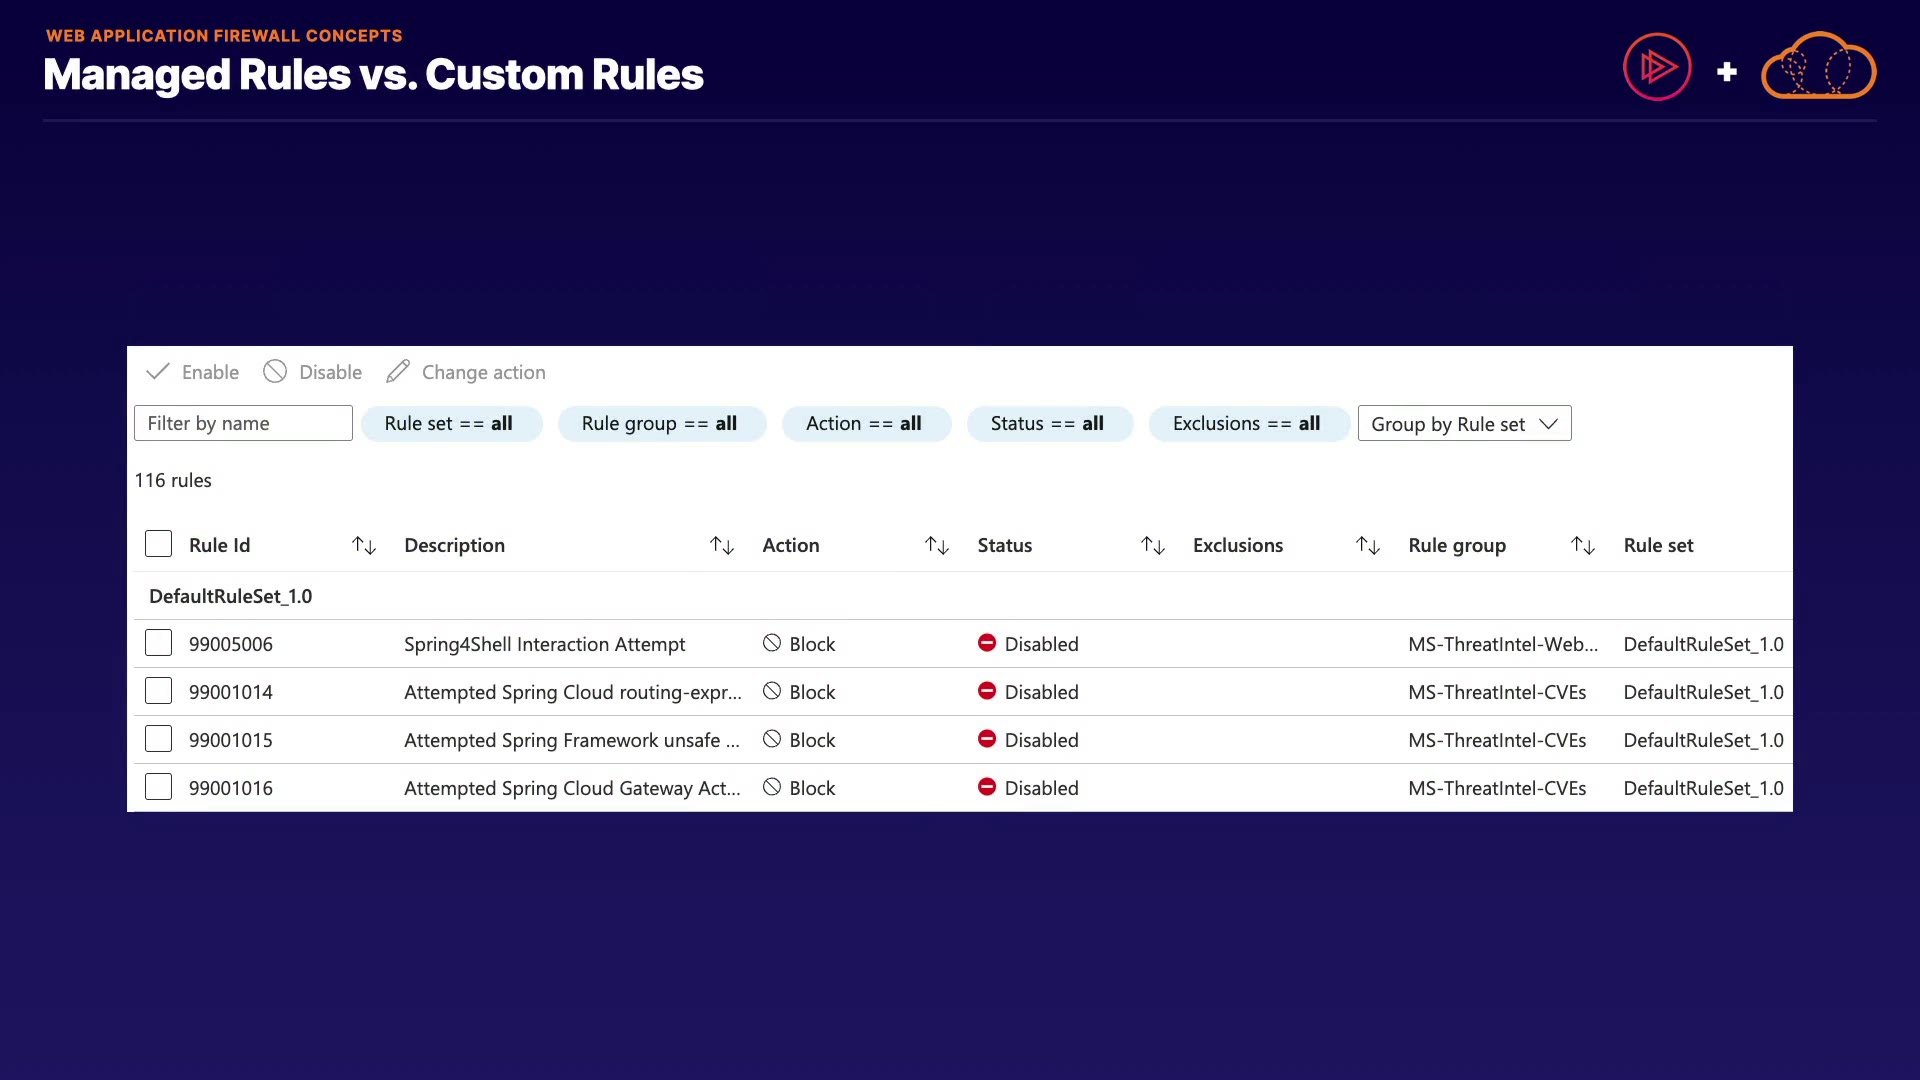 WEB APPLICATION FIREWALL CONCEPTS
Managed Rules vs. Custom Rules
+
Enable Disable Change action
Filter by name Rule set == all Rule group == all Action == all Status == all Exclusions == all Group by Rule set
116 rules
Rule Id Description Action Status Exclusions Rule group Rule set
DefaultRuleSet_1.0
99005006 Spring4Shell Interaction Attempt Block Disabled MS-ThreatIntel-Web... DefaultRuleSet_1.0
99001014 Attempted Spring Cloud routing-expr... Block Disabled MS-ThreatIntel-CVEs DefaultRuleSet_1.0
99001015 Attempted Spring Framework unsafe ... Block Disabled MS-ThreatIntel-CVEs DefaultRuleSet_1.0
99001016 Attempted Spring Cloud Gateway Act... Block Disabled MS-ThreatIntel-CVEs DefaultRuleSet_1.0